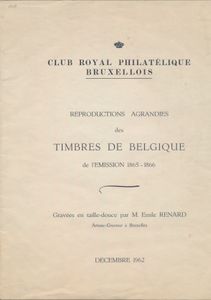 CLUB ROYAL PHILATÉLIQUE
BRUXELLOIS
REPRODUCTIONS AGRANDIES
des
TIMBRES DE BELGIQUE
de l'EMISSION 1865-1866
Gravées en taille-douce par M. Emile RENARD
Artiste-Graveur à Bruxelles
DECEMBRE 1962